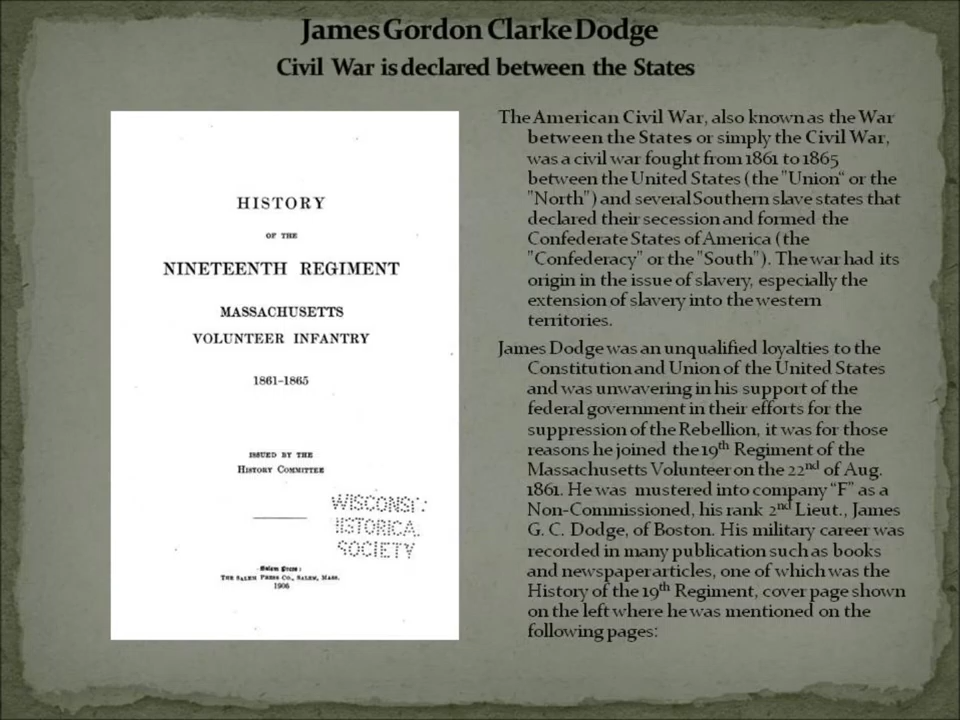 James Gordon Clarke Dodge
Civil War is declared between the States
HISTORY
OF THE
NINETEENTH REGIMENT
MASSACHUSETTS
VOLUNTEER INFANTRY
1861-1865
ISSUED BY THE
HISTORY COMMITTEE
WISCONSI
HISTORICA
SOCIETY
Salem Press:
THE SALEM PRESS CO., SALEM, MASS.
1906
The American Civil War, also known as the War
between the States or simply the Civil War,
was a civil war fought from 1861 to 1865
between the United States (the "Union" or the
"North") and several Southern slave states that
declared their secession and formed the
Confederate States of America (the
"Confederacy" or the "South"). The war had its
origin in the issue of slavery, especially the
extension of slavery into the western
territories.
James Dodge was an unqualified loyalties to the
Constitution and Union of the United States
and was unwavering in his support of the
federal government in their efforts for the
suppression of the Rebellion, it was for those
reasons he joined the 19th Regiment of the
Massachusetts Volunteer on the 22nd of Aug.
1861. He was mustered into company "F" as a
Non-Commissioned, his rank 2nd Lieut., James
G. C. Dodge, of Boston. His military career was
recorded in many publication such as books
and newspaper articles, one of which was the
History of the 19th Regiment, cover page shown
on the left where he was mentioned on the
following pages: